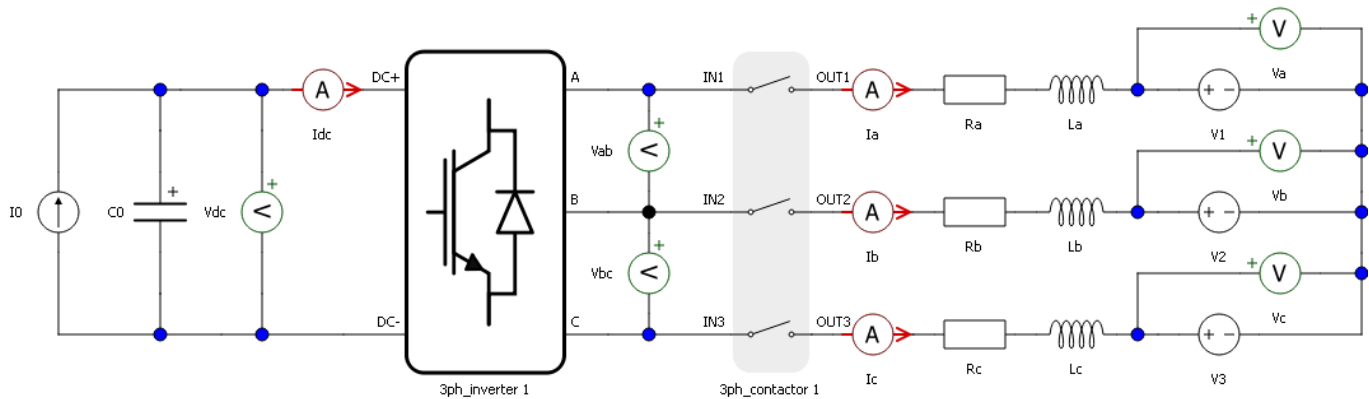 V
Va
DC+
A
IN1
OUT1
A
A
Idc
Ia
Ra
La
V1
V
Vab
V
Vb
I0
C0
Vdc
V
B
IN2
OUT2
A
Ib
Rb
Lb
V2
V
Vbc
V
Vc
DC-
C
IN3
OUT3
A
Ic
Rc
Lc
V3
3ph_inverter 1
3ph_contactor 1